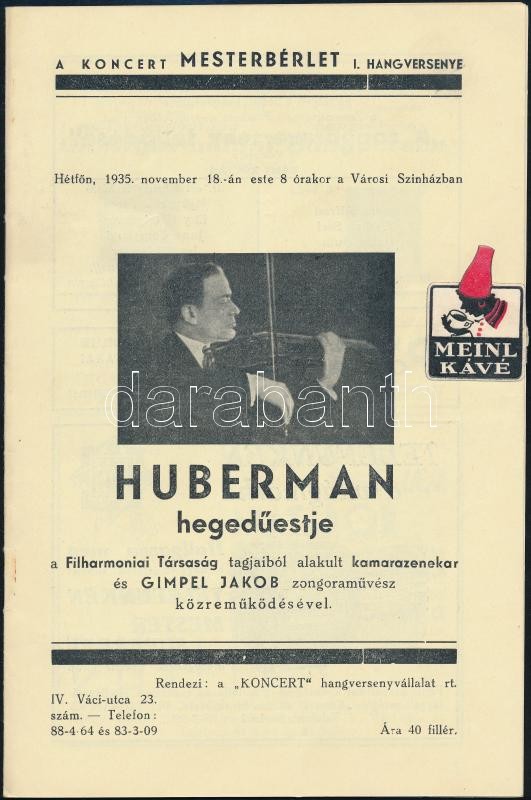 A KONCERT MESTERBÉRLET I. HANGVERSENYE
Hétfőn, 1935. november 18.-án este 8 órakor a Városi Szinházban
MEINL
KÁVÉ
darabanth
HUBERMAN
hegedűestje
a Filharmoniai Társaság tagjaiból alakult kamarazenekar
és GIMPEL JAKOB zongoraművész
közreműködésével.
Rendezi: a „KONCERT" hangversenyvállalat rt.
IV. Váci-utca 23.
szám. — Telefon:
88-4-64 és 83-3-09
Ára 40 fillér.